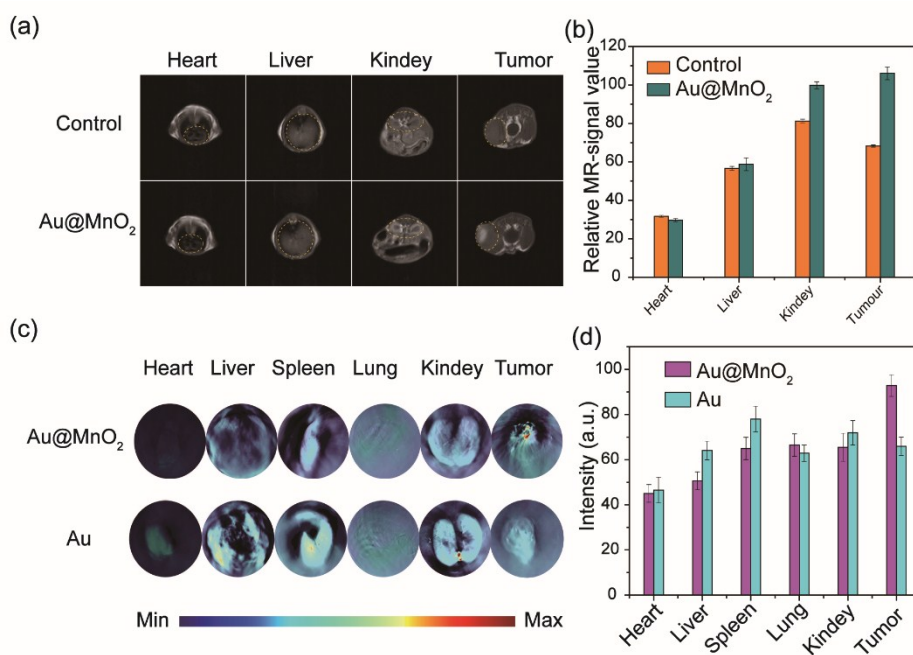 (a)
Heart Liver Kindey Tumor
Control
Au@MnO₂
(b)
Relative MR-signal value
120
100
80
60
40
20
0
Control
Au@MnO₂
Heart
Liver
Kindey
Tumour
(c)
Heart Liver Spleen Lung Kindey Tumor
Au@MnO₂
Au
Min Max
(d)
Intensity (a.u.)
100
80
60
40
20
0
Au@MnO₂
Au
Heart
Liver
Spleen
Lung
Kindey
Tumor